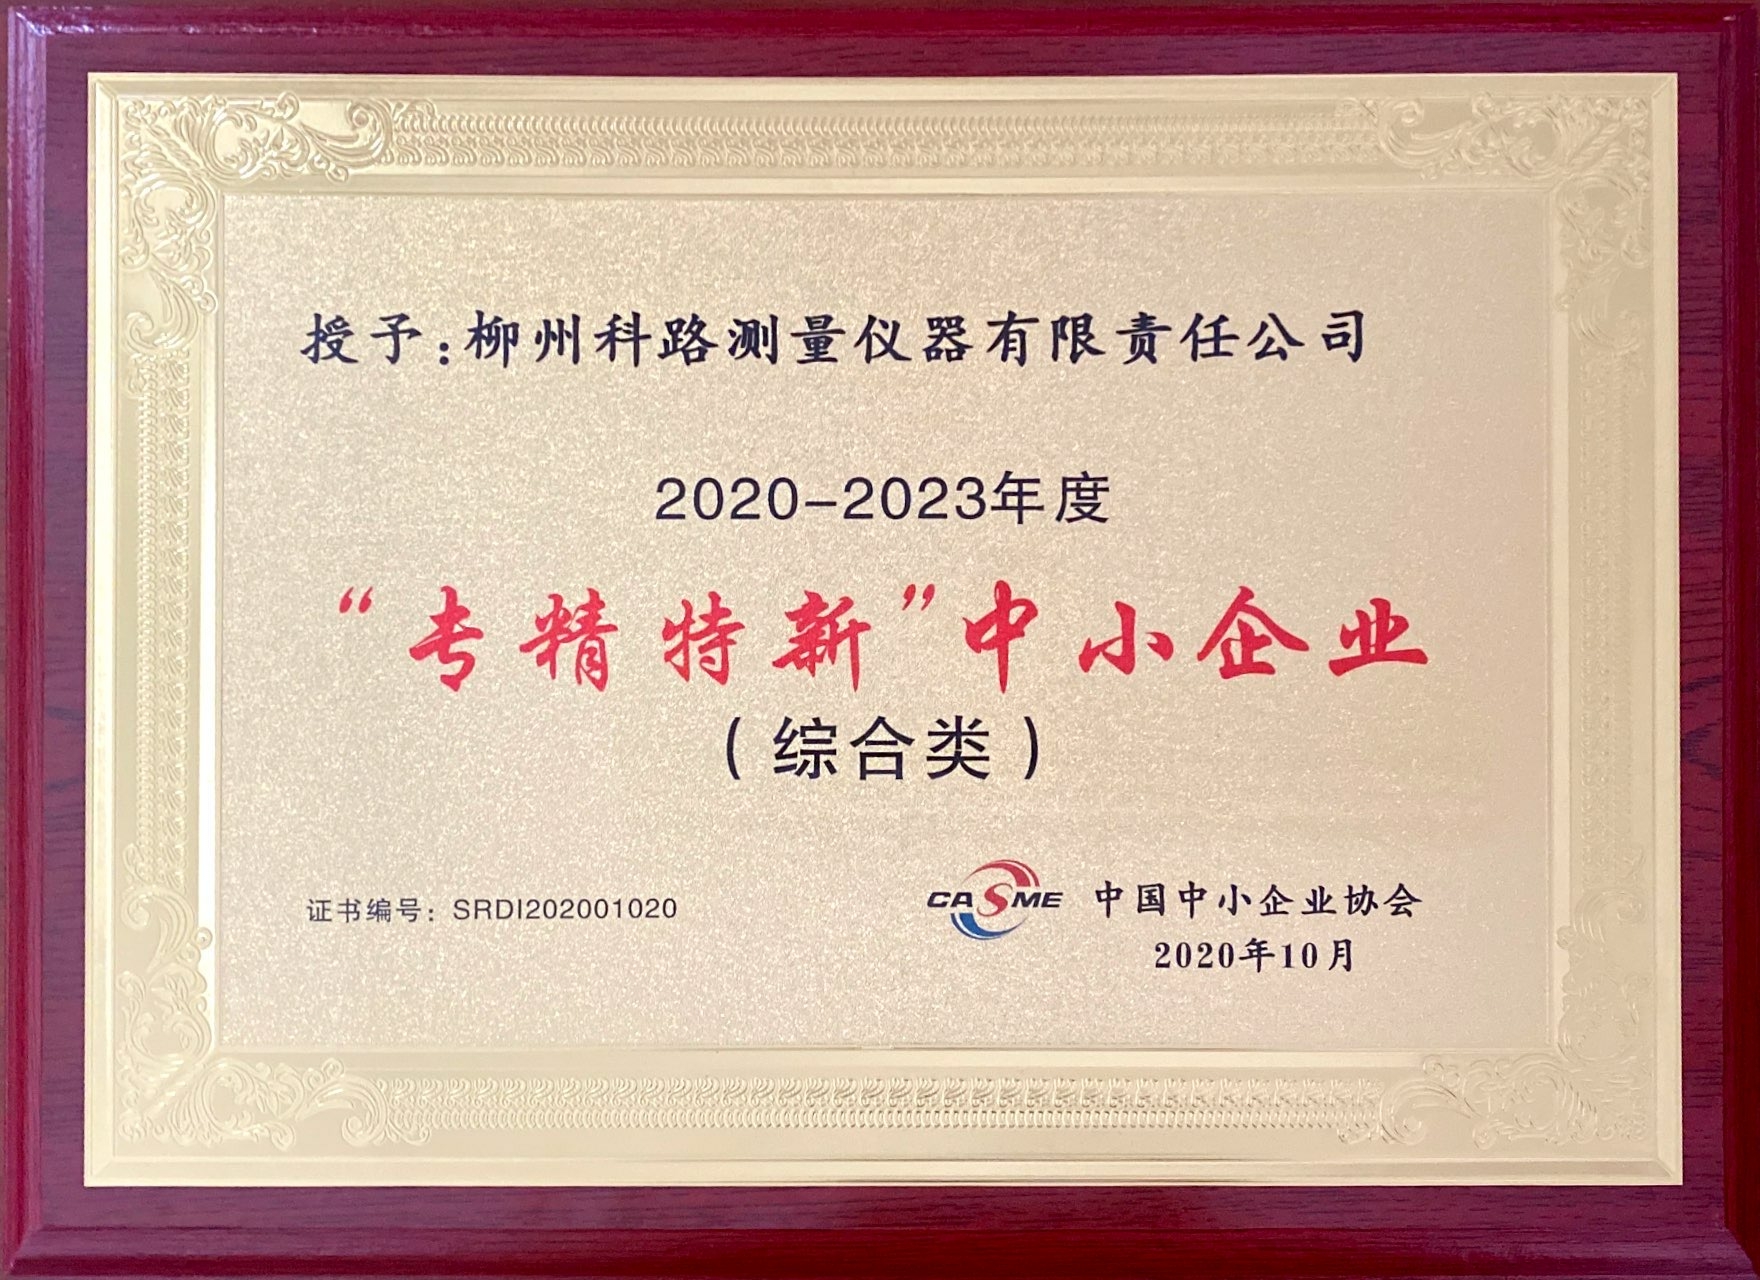 授予：柳州科路测量仪器有限责任公司
2020-2023年度
“专精特新”中小企业
（综合类）
证书编号：SRDI202001020
CASME 中国中小企业协会
2020年10月